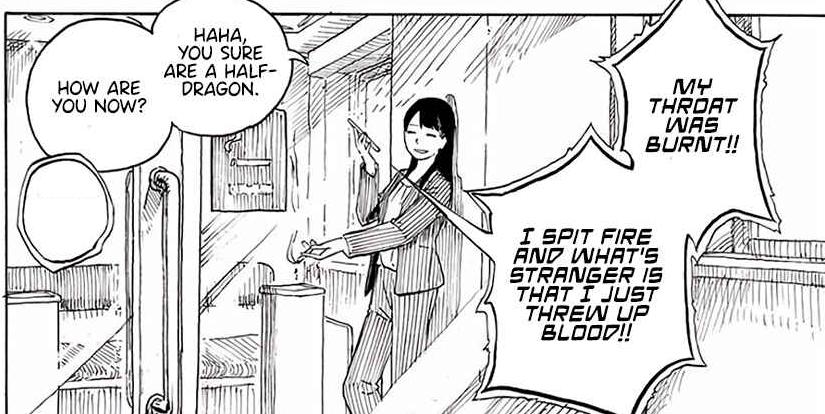 MY
THROAT
WAS
BURNT!!
I SPIT FIRE
AND WHAT'S
STRANGER IS
THAT I JUST
THREW UP
BLOOD!!
HAHA,
YOU SURE
ARE A HALF-
DRAGON.
HOW ARE
YOU NOW?